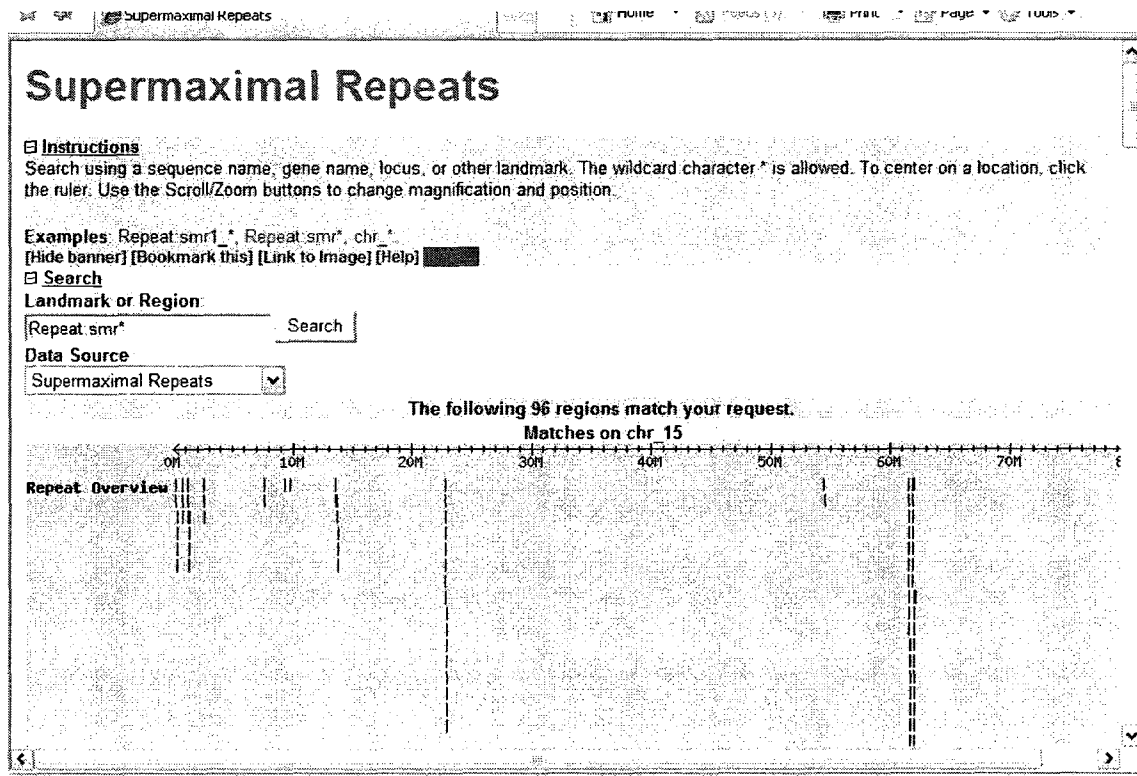 Supermaximal Repeats
Home Print Page Tools
Supermaximal Repeats
Instructions
Search using a sequence name, gene name, locus, or other landmark. The wildcard character * is allowed. To center on a location, click
the ruler. Use the Scroll/Zoom buttons to change magnification and position.
Examples: Repeat:smr1_*, Repeat:smr*, chr_*.
[Hide banner] [Bookmark this] [Link to Image] [Help]
Search
Landmark or Region:
Repeat:smr* Search
Data Source
Supermaximal Repeats
The following 96 regions match your request.
Matches on chr_15
0M 10M 20M 30M 40M 50M 60M 70M 8
Repeat Overview